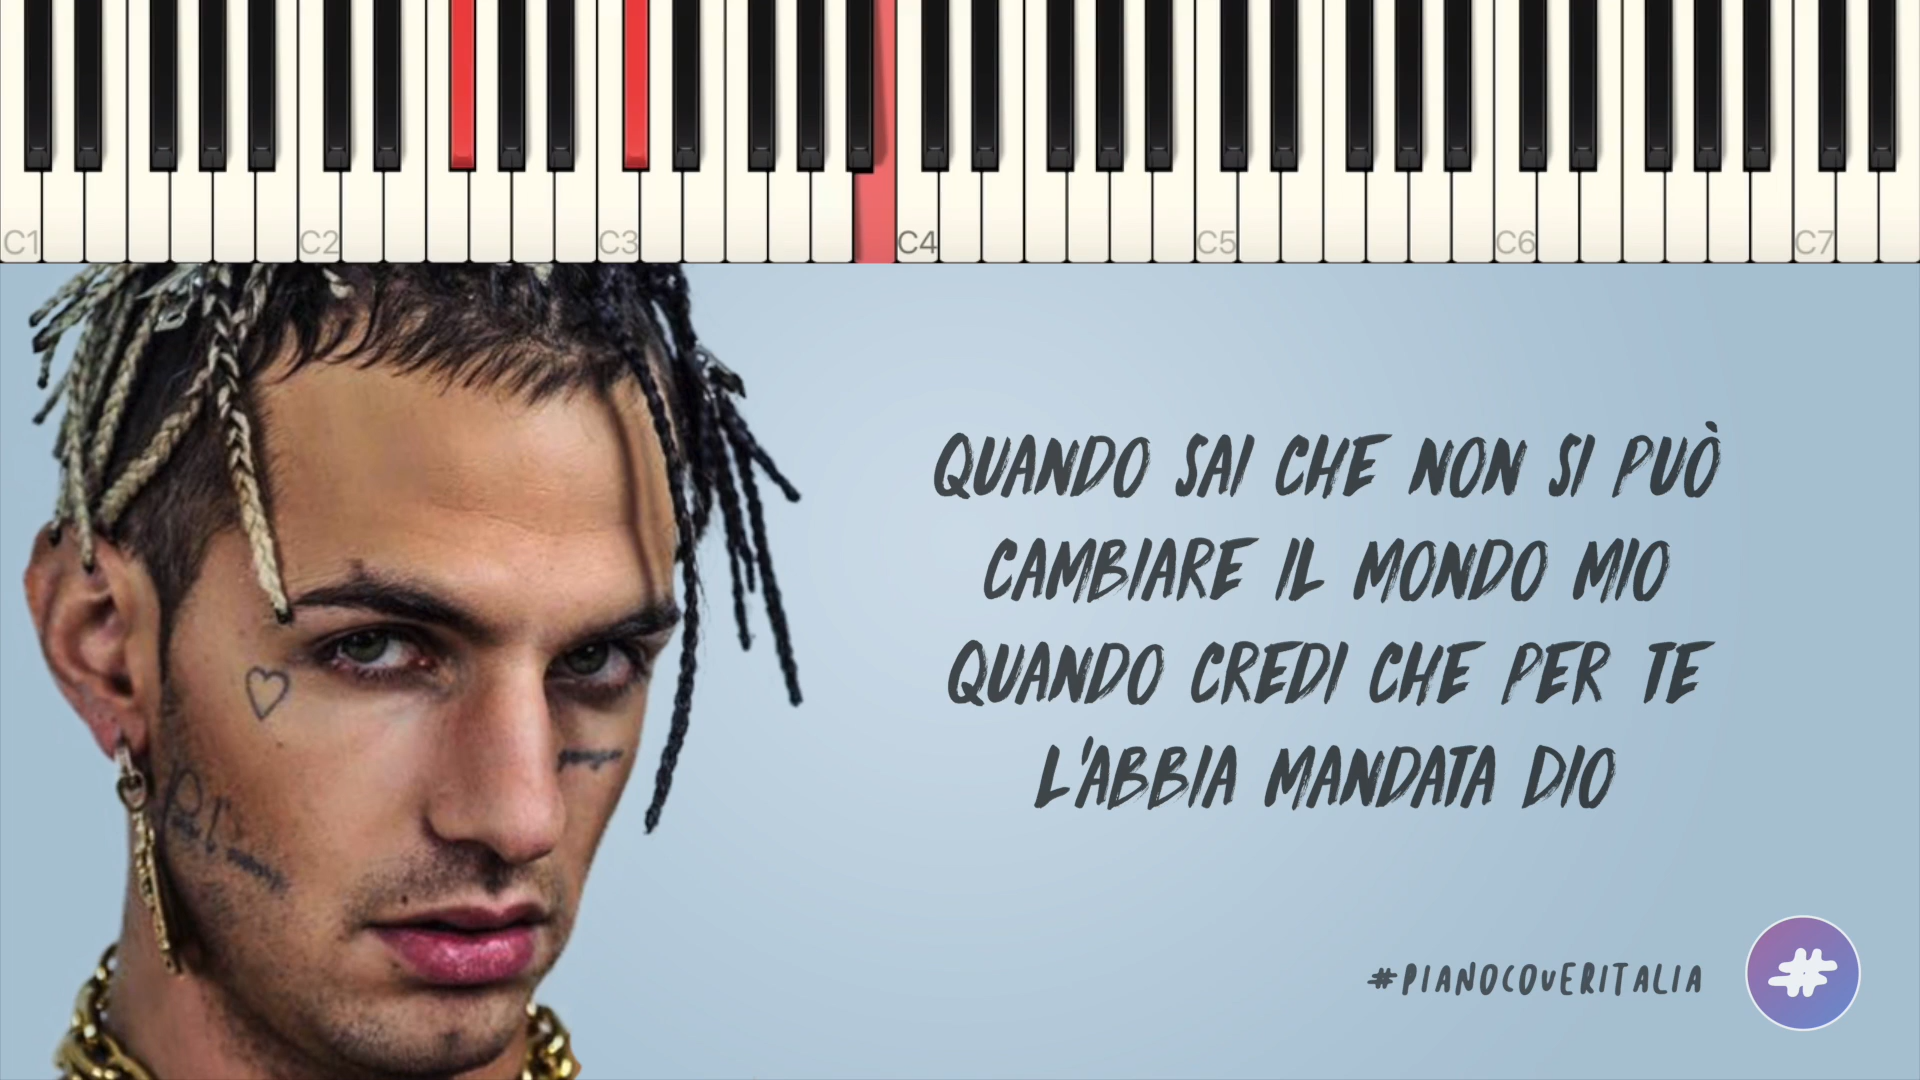 C1 C2 C3 C4 C5 C6 C7
QUANDO SAI CHE NON SI PUÒ
CAMBIARE IL MONDO MIO
QUANDO CREDI CHE PER TE
L'ABBIA MANDATA DIO
#PIANOCOVERITALIA
#